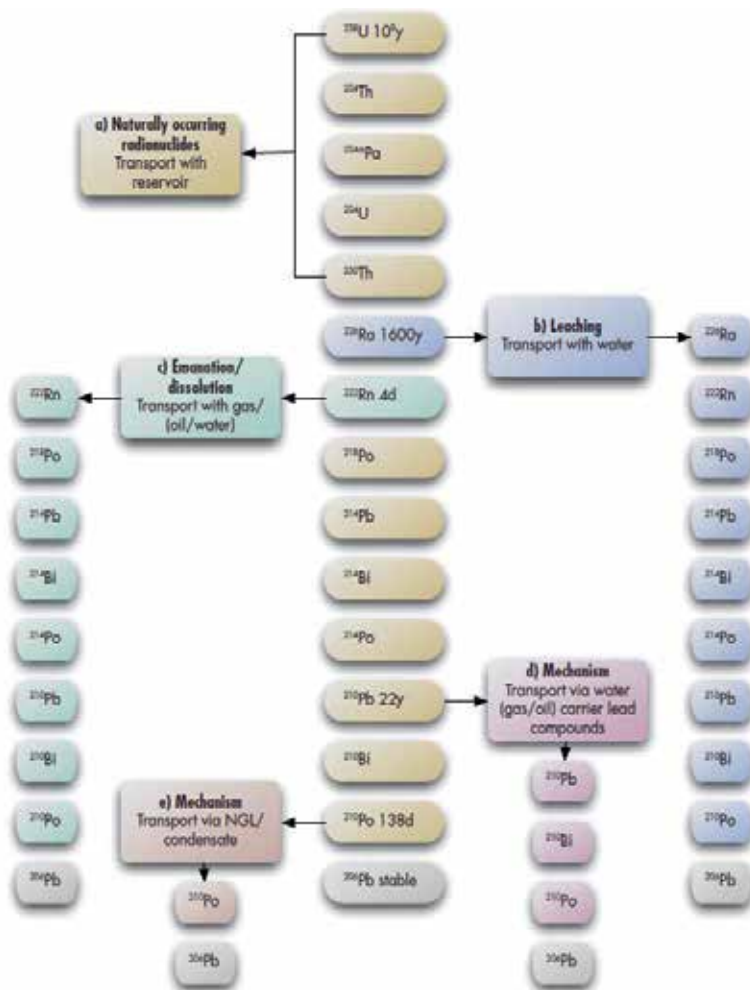 ²³⁸U 10⁹y
²³⁴Th
a) Naturally occurring
radionuclides
Transport with
reservoir
²³⁴ᵐPa
²³⁴U
²³⁰Th
²²⁶Ra 1600y
b) Leaching
Transport with water
²²⁶Ra
c) Emanation/
dissolution
Transport with gas/
(oil/water)
²²²Rn
²²²Rn 4d
²²²Rn
²¹⁸Po
²¹⁸Po
²¹⁸Po
²¹⁴Pb
²¹⁴Pb
²¹⁴Pb
²¹⁴Bi
²¹⁴Bi
²¹⁴Bi
²¹⁴Po
²¹⁴Po
²¹⁴Po
d) Mechanism
Transport via water
(gas/oil) carrier lead
compounds
²¹⁰Pb
²¹⁰Pb 22y
²¹⁰Pb
²¹⁰Bi
²¹⁰Bi
²¹⁰Pb
²¹⁰Bi
e) Mechanism
Transport via NGL/
condensate
²¹⁰Po
²¹⁰Po 138d
²¹⁰Bi
²¹⁰Po
²⁰⁶Pb
²⁰⁶Pb stable
²⁰⁶Pb
²¹⁰Po
²¹⁰Po
²⁰⁶Pb
²⁰⁶Pb